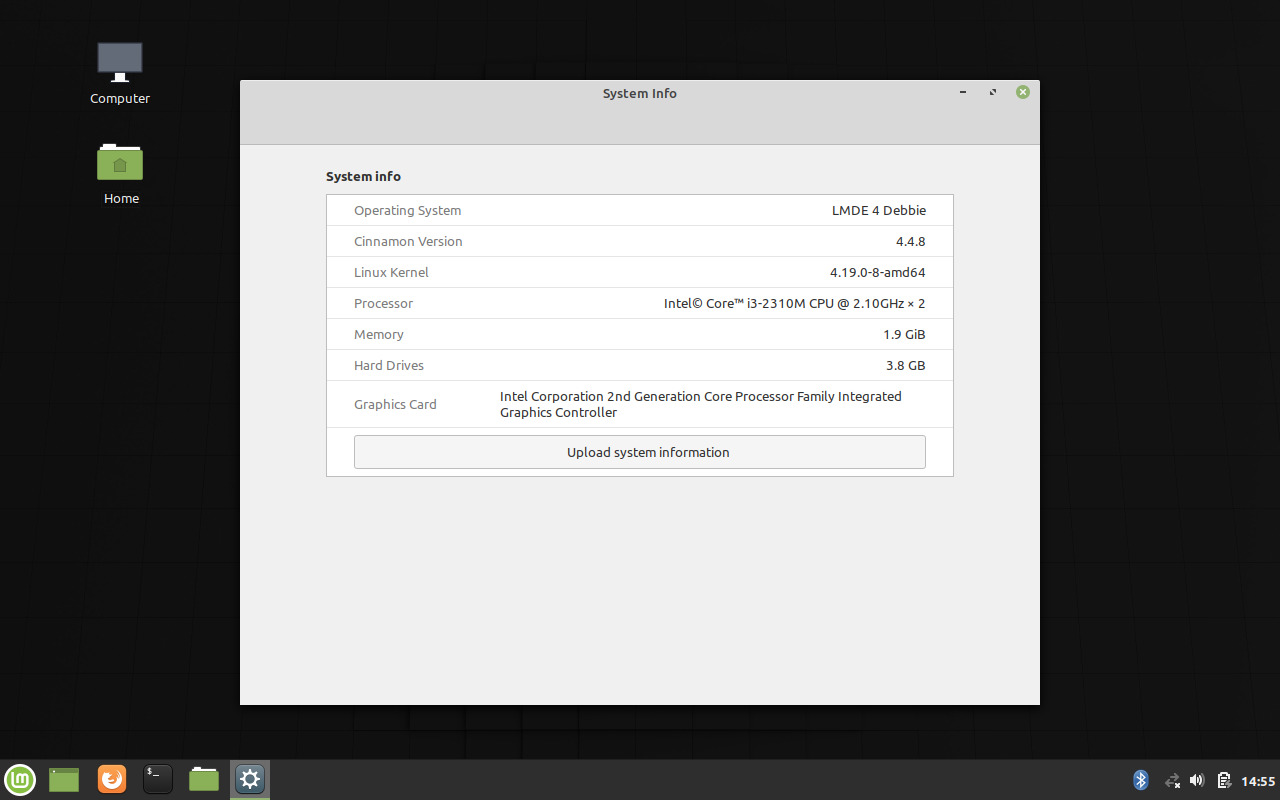 Computer
Home
System Info
System info
Operating System LMDE 4 Debbie
Cinnamon Version 4.4.8
Linux Kernel 4.19.0-8-amd64
Processor Intel© Core™ i3-2310M CPU @ 2.10GHz × 2
Memory 1.9 GiB
Hard Drives 3.8 GB
Graphics Card Intel Corporation 2nd Generation Core Processor Family Integrated
Graphics Controller
Upload system information
$_
14:55